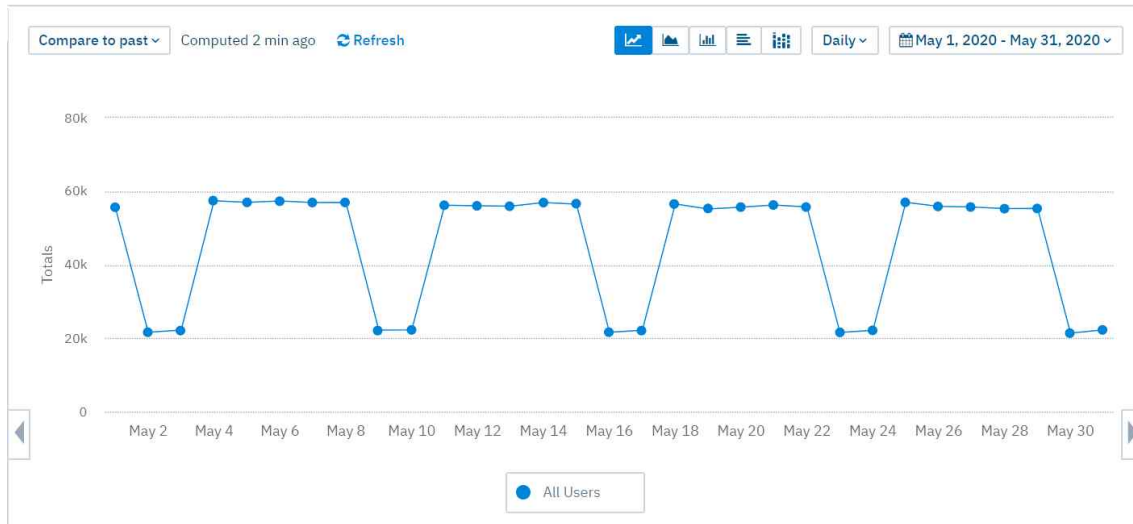 Compare to past Computed 2 min ago Refresh Daily May 1, 2020 - May 31, 2020
80k
60k
40k
20k
0
Totals
May 2 May 4 May 6 May 8 May 10 May 12 May 14 May 16 May 18 May 20 May 22 May 24 May 26 May 28 May 30
All Users